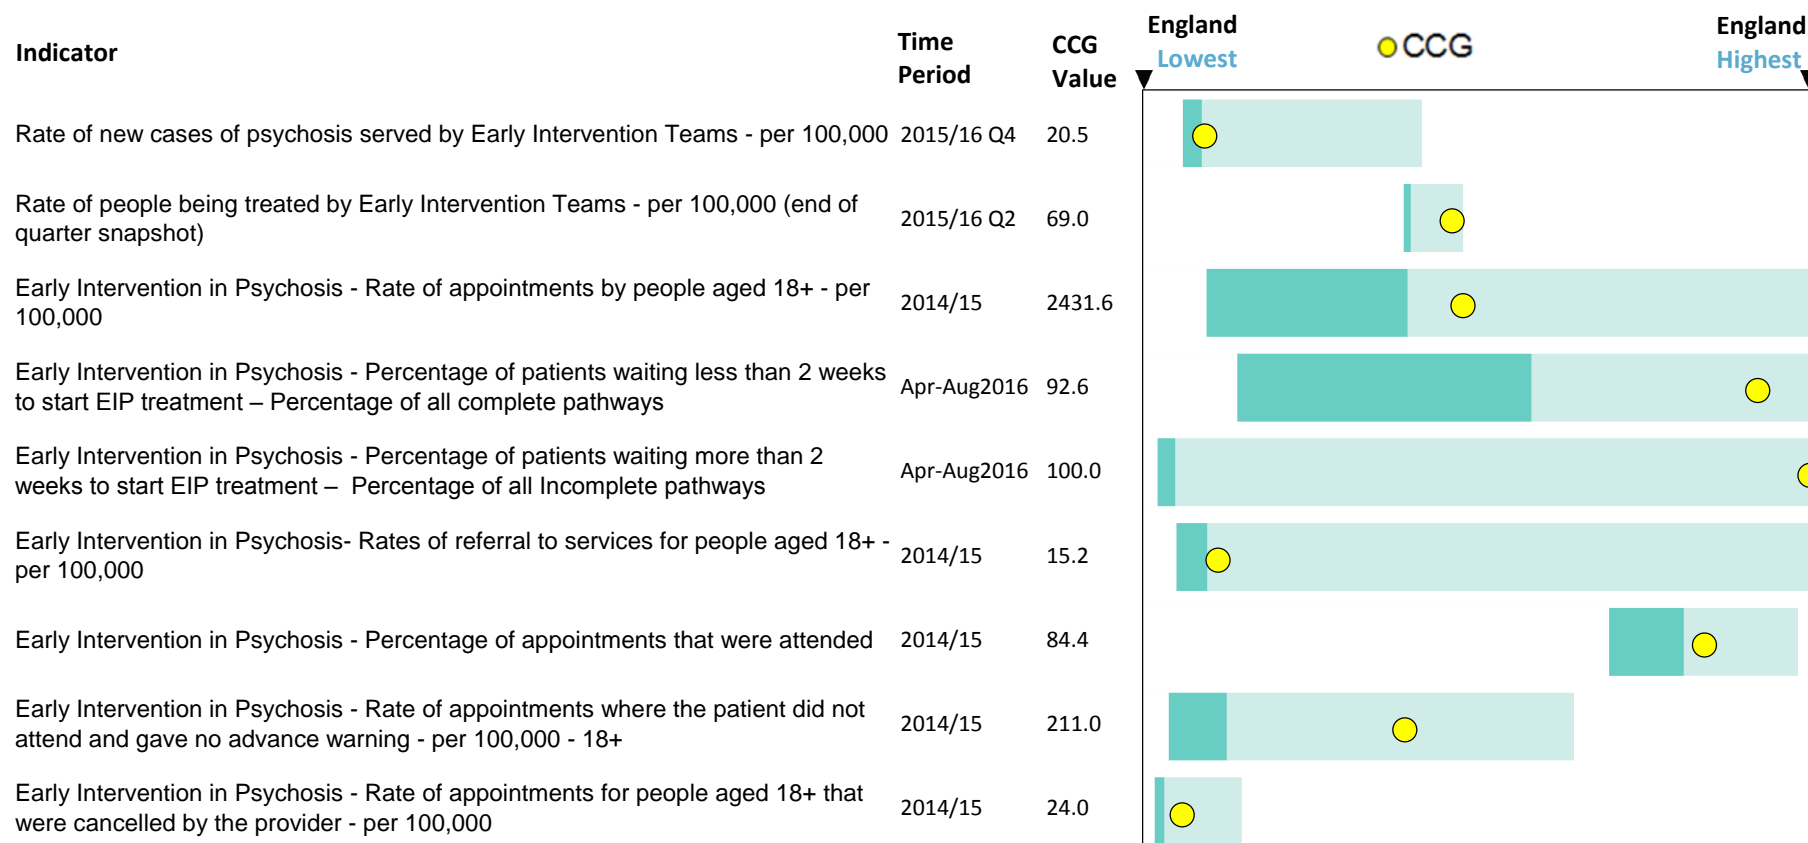 Indicator
Time
Period
CCG
Value
England
Lowest
CCG
England
Highest
Rate of new cases of psychosis served by Early Intervention Teams - per 100,000 2015/16 Q4 20.5
Rate of people being treated by Early Intervention Teams - per 100,000 (end of
quarter snapshot)
2015/16 Q2 69.0
Early Intervention in Psychosis - Rate of appointments by people aged 18+ - per
100,000
2014/15 2431.6
Early Intervention in Psychosis - Percentage of patients waiting less than 2 weeks
to start EIP treatment – Percentage of all complete pathways
Apr-Aug2016 92.6
Early Intervention in Psychosis - Percentage of patients waiting more than 2
weeks to start EIP treatment –  Percentage of all Incomplete pathways
Apr-Aug2016 100.0
Early Intervention in Psychosis- Rates of referral to services for people aged 18+ -
per 100,000
2014/15 15.2
Early Intervention in Psychosis - Percentage of appointments that were attended 2014/15 84.4
Early Intervention in Psychosis - Rate of appointments where the patient did not
attend and gave no advance warning - per 100,000 - 18+
2014/15 211.0
Early Intervention in Psychosis - Rate of appointments for people aged 18+ that
were cancelled by the provider - per 100,000
2014/15 24.0